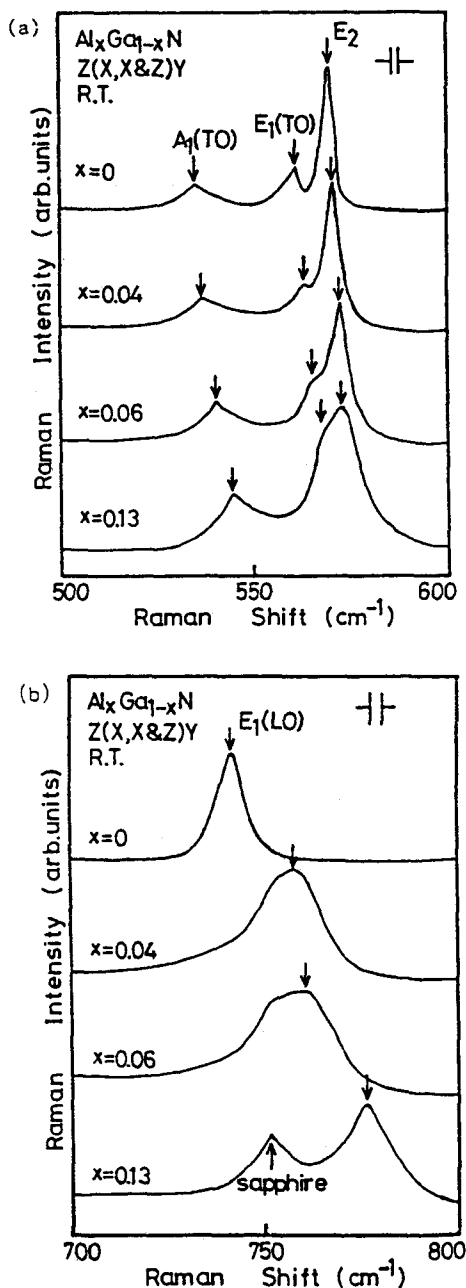 (a)
AlxGa1-xN
Z(X,X&Z)Y
R.T.
E2
A1(TO)
E1(TO)
x=0
x=0.04
x=0.06
x=0.13
Raman Intensity (arb.units)
500 550 600
Raman Shift (cm-1)
(b)
AlxGa1-xN
Z(X,X&Z)Y
R.T.
E1(LO)
x=0
x=0.04
x=0.06
x=0.13
sapphire
Raman Intensity (arb.units)
700 750 800
Raman Shift (cm-1)